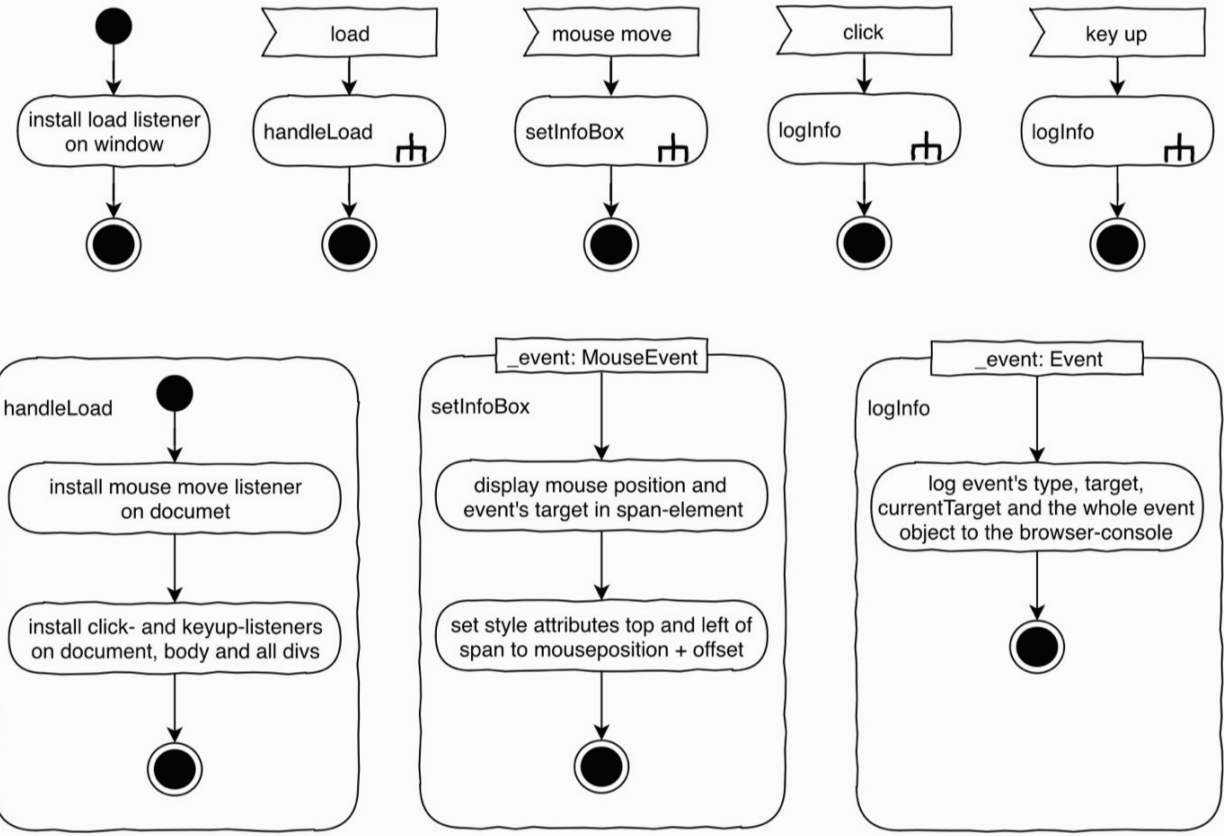 load
mouse move
click
key up
install load listener
on window
handleLoad
setInfoBox
logInfo
logInfo
_event: MouseEvent
_event: Event
handleLoad
setInfoBox
logInfo
install mouse move listener
on documet
display mouse position and
event's target in span-element
log event's type, target,
currentTarget and the whole event
object to the browser-console
install click- and keyup-listeners
on document, body and all divs
set style attributes top and left of
span to mouseposition + offset